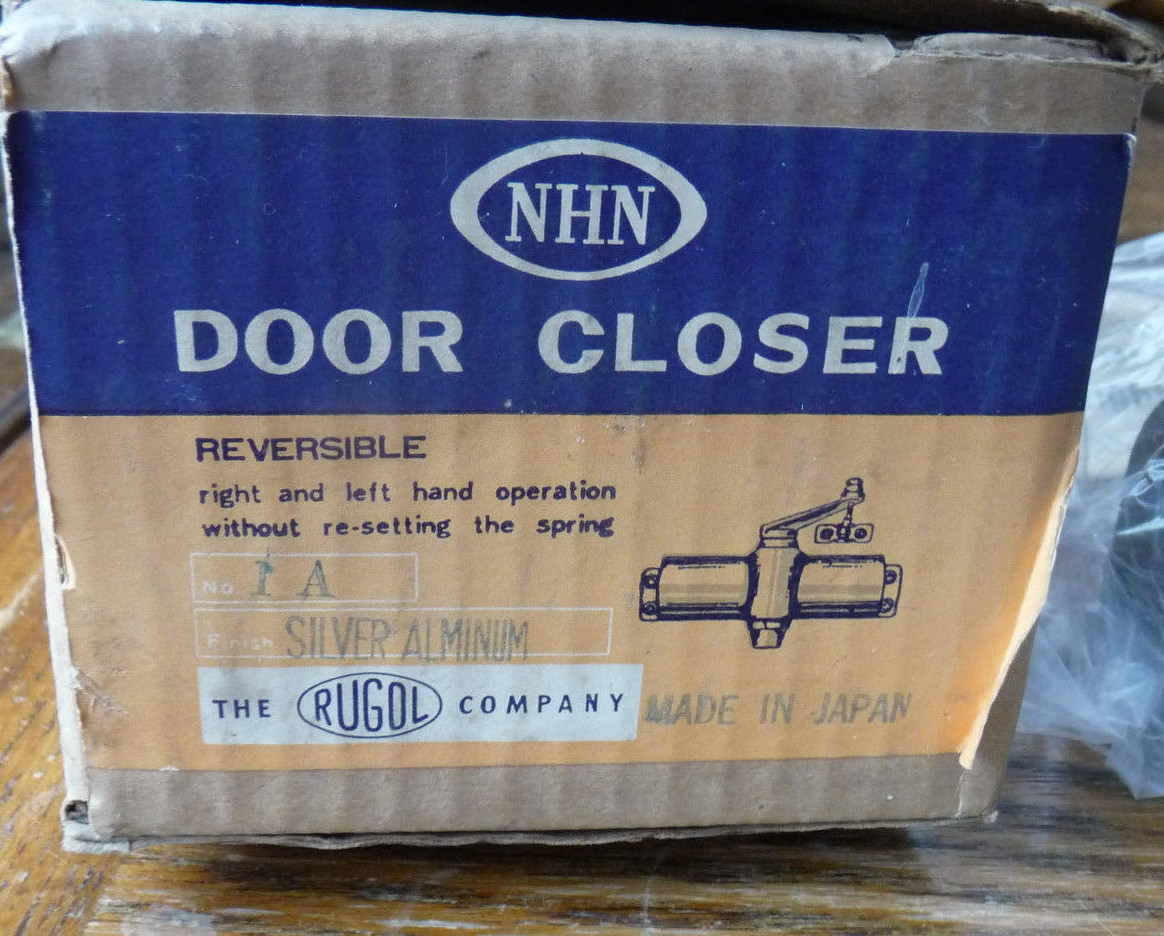 NHN
DOOR CLOSER
REVERSIBLE
right and left hand operation
without re-setting the spring
No 1 A
Finish SILVER ALMINUM
THE RUGOL COMPANY MADE IN JAPAN